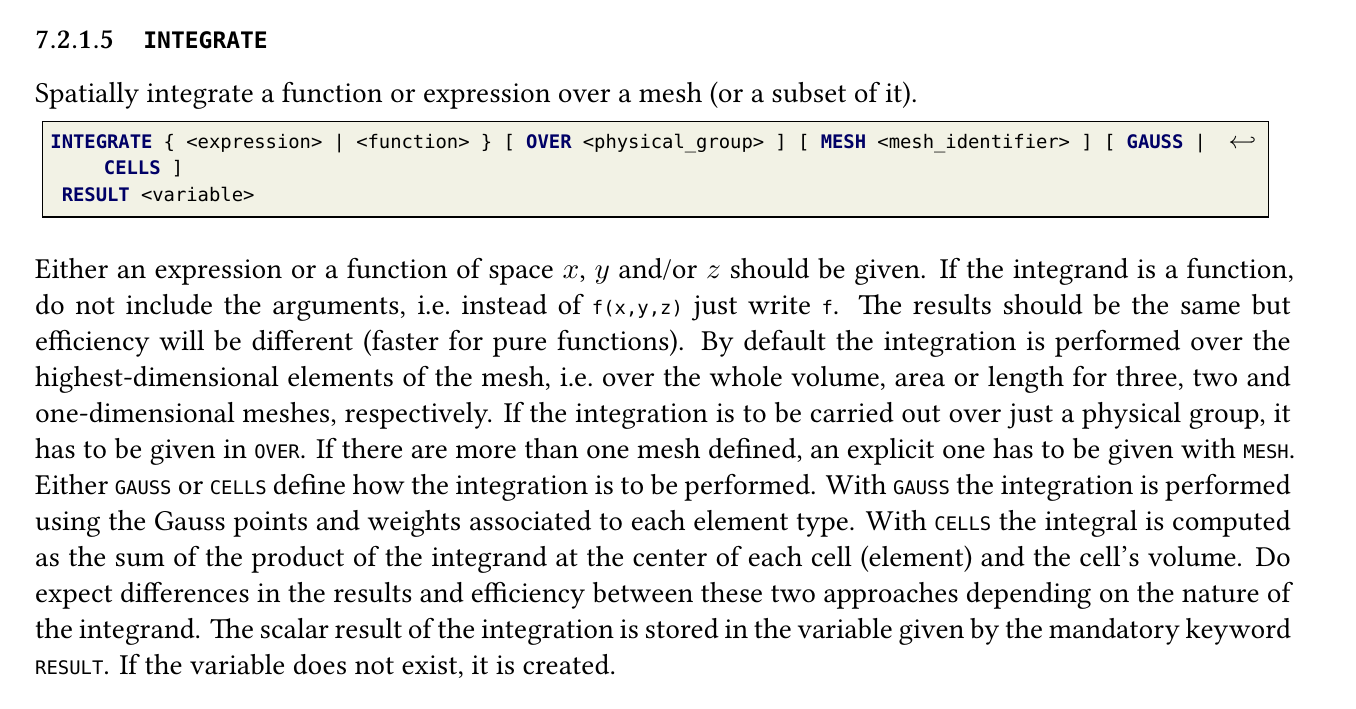 7.2.1.5 INTEGRATE
Spatially integrate a function or expression over a mesh (or a subset of it).
INTEGRATE { <expression> | <function> } [ OVER <physical_group> ] [ MESH <mesh_identifier> ] [ GAUSS | ↩
CELLS ]
RESULT <variable>
Either an expression or a function of space x, y and/or z should be given. If the integrand is a function,
do not include the arguments, i.e. instead of f(x,y,z) just write f. The results should be the same but
efficiency will be different (faster for pure functions). By default the integration is performed over the
highest-dimensional elements of the mesh, i.e. over the whole volume, area or length for three, two and
one-dimensional meshes, respectively. If the integration is to be carried out over just a physical group, it
has to be given in OVER. If there are more than one mesh defined, an explicit one has to be given with MESH.
Either GAUSS or CELLS define how the integration is to be performed. With GAUSS the integration is performed
using the Gauss points and weights associated to each element type. With CELLS the integral is computed
as the sum of the product of the integrand at the center of each cell (element) and the cell’s volume. Do
expect differences in the results and efficiency between these two approaches depending on the nature of
the integrand. The scalar result of the integration is stored in the variable given by the mandatory keyword
RESULT. If the variable does not exist, it is created.